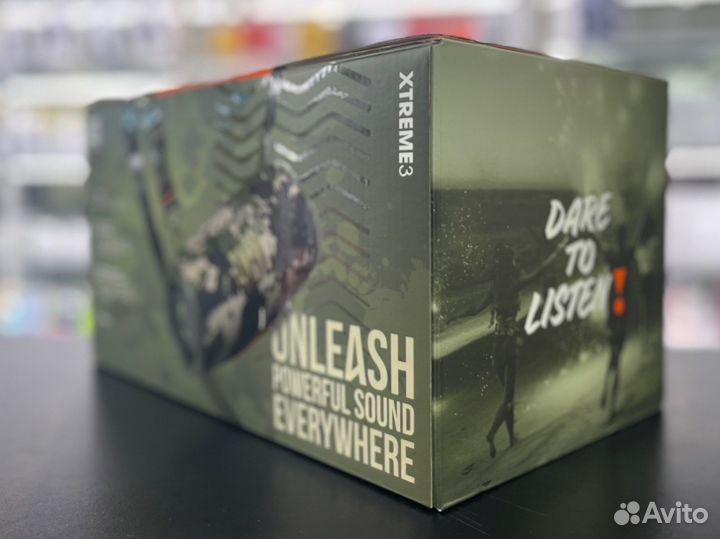 XTREME3
UNLEASH
POWERFUL SOUND
EVERYWHERE
DARE
TO
LISTEN!
Avito